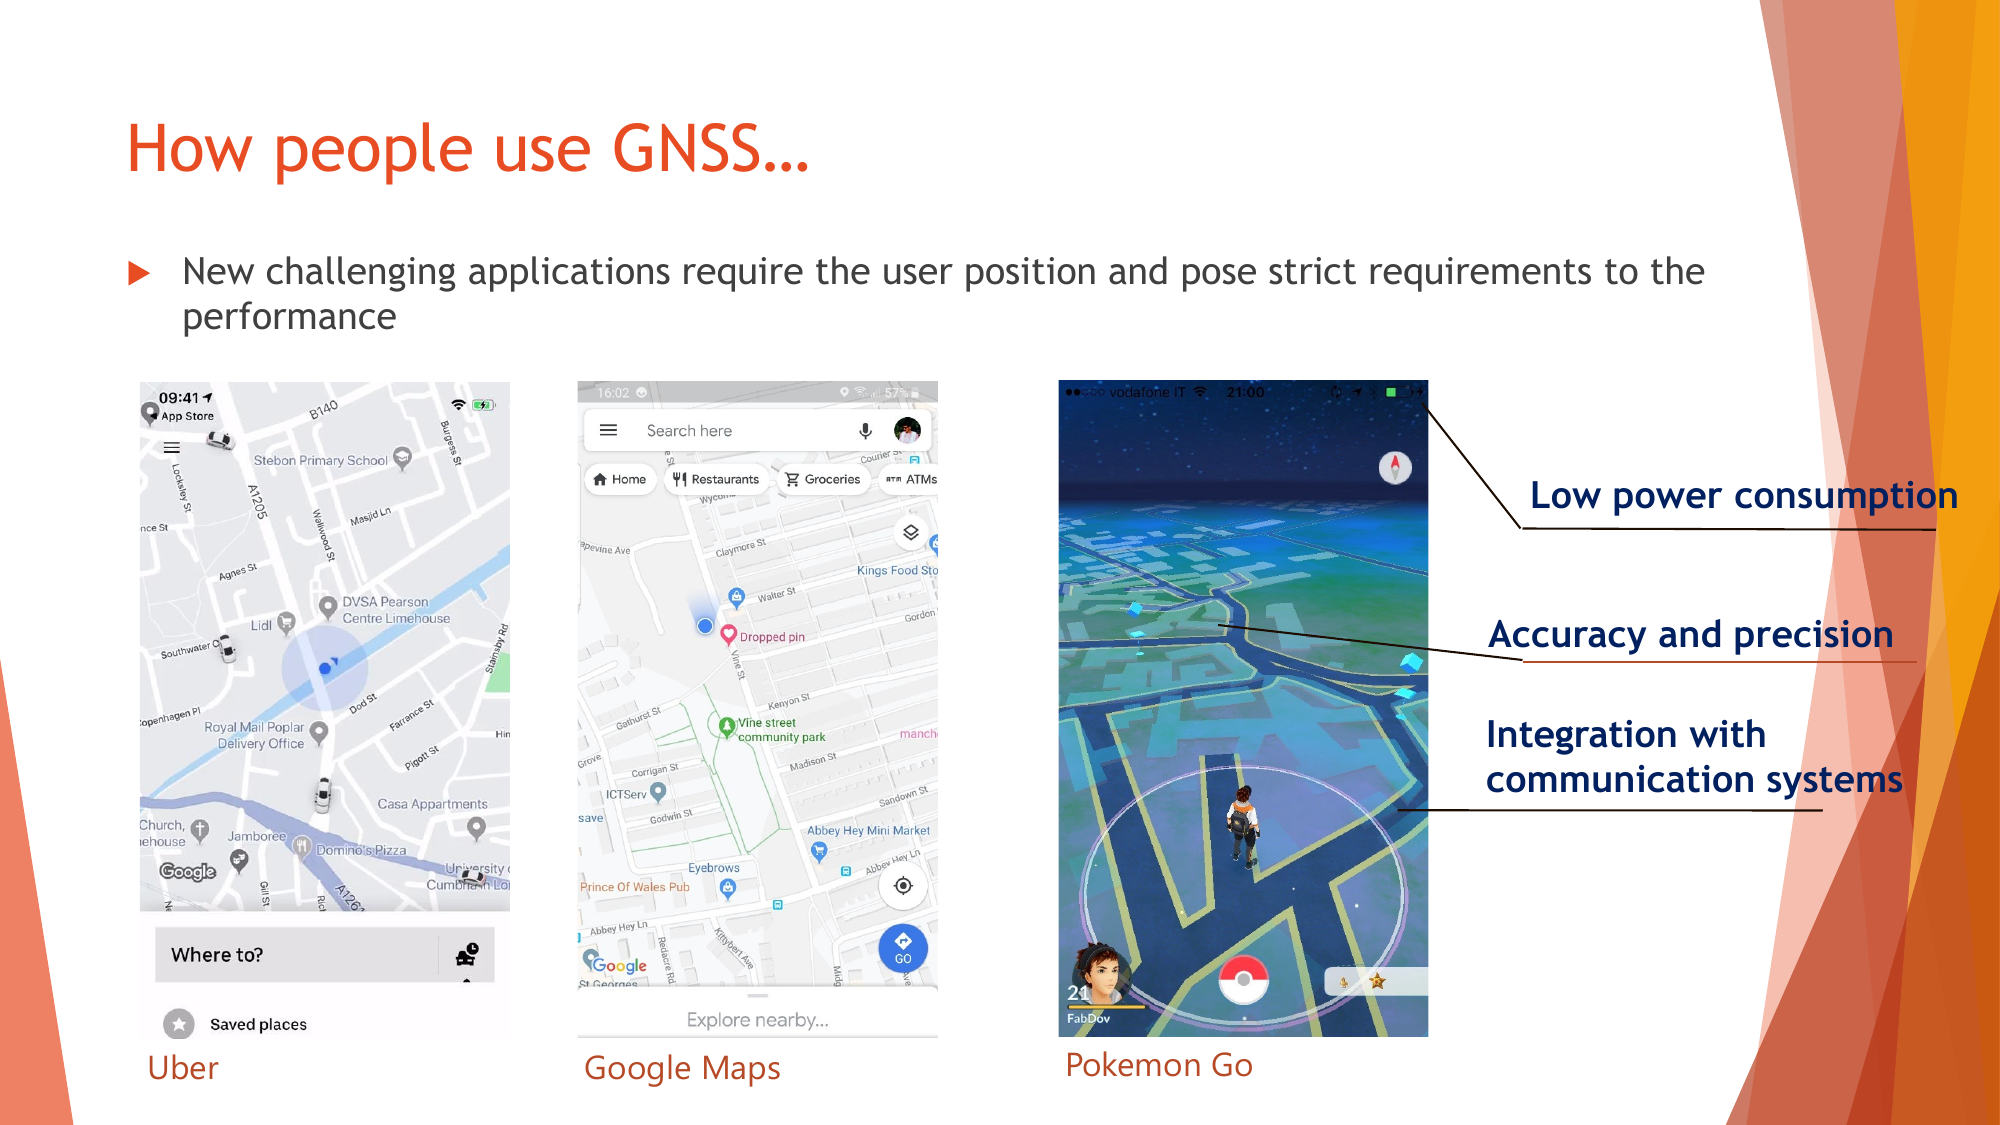 How people use GNSS...
New challenging applications require the user position and pose strict requirements to the
performance
09:41
App Store
B140
Burgess St
Stebon Primary School
Locksley St
A1205
Wallwood St
Masjid Ln
nce St
Agnes St
DVSA Pearson
Centre Limehouse
Lidl
Southwater C
Stainsby Rd
Dod St
Farrance St
openhagen Pl
Royal Mail Poplar
Delivery Office
Hin
Pigott St
Casa Appartments
Church,
ehouse
Jamboree
Domino's Pizza
Google
University
Cumbria Lo
Gill St
Ric
A126
Where to?
Saved places
Uber
16:02
57%
Search here
Courier S
Home
Restaurants
Groceries
ATMs
Wycom
Claymore St
apevine Ave
Kings Food Sto
Walter St
Gordon
Dropped pin
Vine St
Kenyon St
Gathurst St
Vine street
community park
manch
Grove
Corrigan St
Madison St
ICTServ
Sandown St
save
Godwin St
Abbey Hey Mini Market
Eyebrows
Abbey Hey Ln
Prince Of Wales Pub
Abbey Hey Ln
Redacre Rd
Kittybert Ave
GO
Google
Midg
St Georges
Explore nearby...
Google Maps
vodafone IT
21:00
21
FabDov
Pokemon Go
Low power consumption
Accuracy and precision
Integration with
communication systems